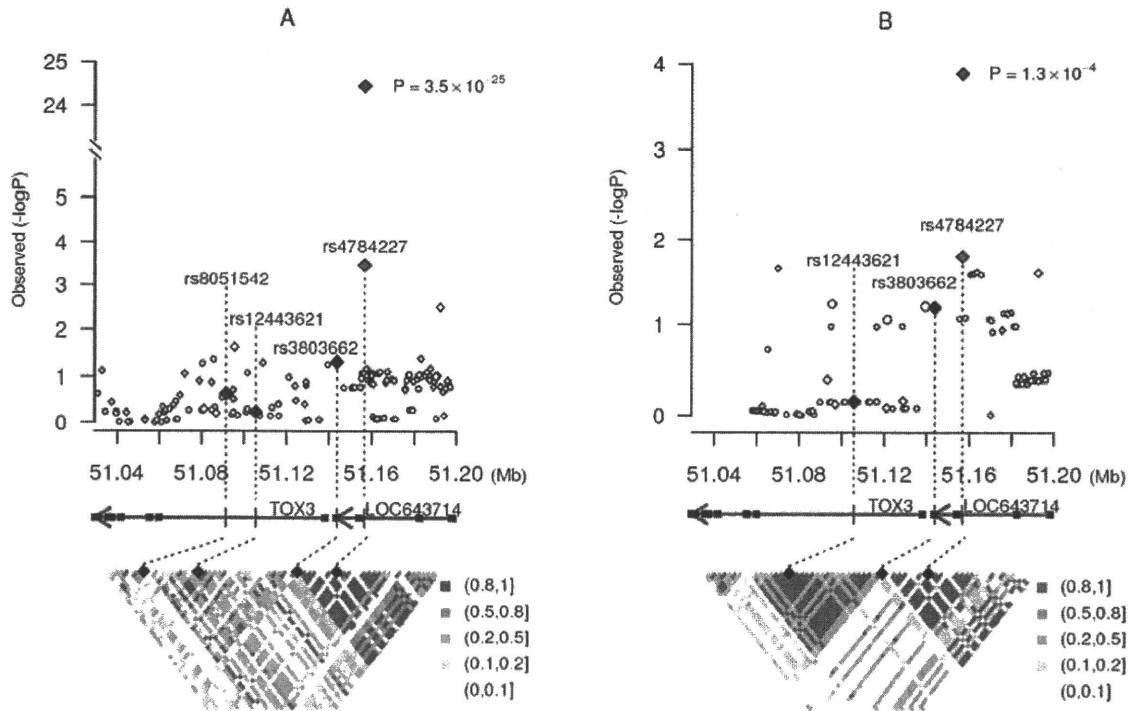 A
Observed (-logP)
25
24
5
4
3
2
1
0
P = 3.5 × 10⁻²⁵
rs4784227
rs8051542
rs12443621
rs3803662
51.04 51.08 51.12 51.16 51.20 (Mb)
TOX3 LOC643714
(0.8,1]
(0.5,0.8]
(0.2,0.5]
(0.1,0.2]
(0,0.1]
B
Observed (-logP)
4
3
2
1
0
P = 1.3 × 10⁻⁴
rs4784227
rs12443621
rs3803662
51.04 51.08 51.12 51.16 51.20 (Mb)
TOX3 LOC643714
(0.8,1]
(0.5,0.8]
(0.2,0.5]
(0.1,0.2]
(0,0.1]